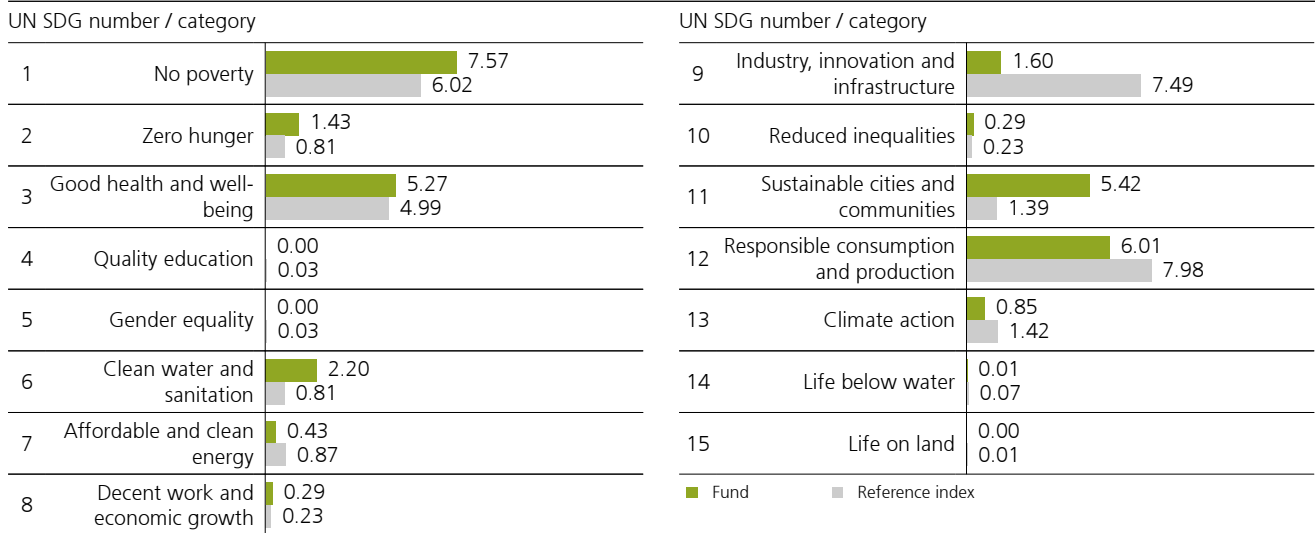 UN SDG number / category
1 No poverty 7.57
6.02
2 Zero hunger 1.43
0.81
3 Good health and well-
being 5.27
4.99
4 Quality education 0.00
0.03
5 Gender equality 0.00
0.03
6 Clean water and
sanitation 2.20
0.81
7 Affordable and clean
energy 0.43
0.87
8 Decent work and
economic growth 0.29
0.23
UN SDG number / category
9 Industry, innovation and
infrastructure 1.60
7.49
10 Reduced inequalities 0.29
0.23
11 Sustainable cities and
communities 5.42
1.39
12 Responsible consumption
and production 6.01
7.98
13 Climate action 0.85
1.42
14 Life below water 0.01
0.07
15 Life on land 0.00
0.01
Fund Reference index